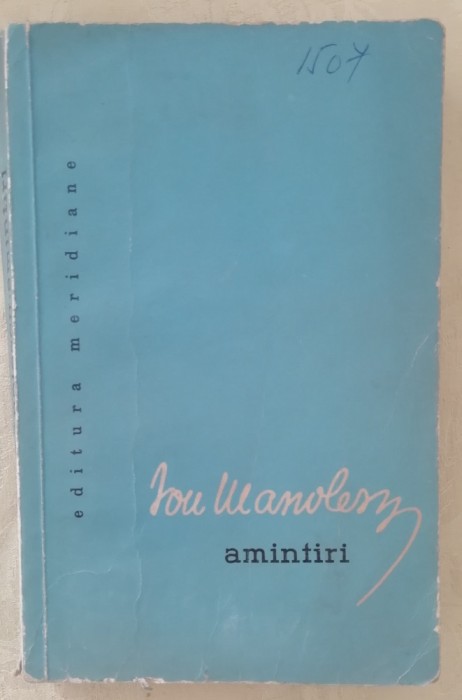 1507
editura meridiane
Ion Manolescu
amintiri